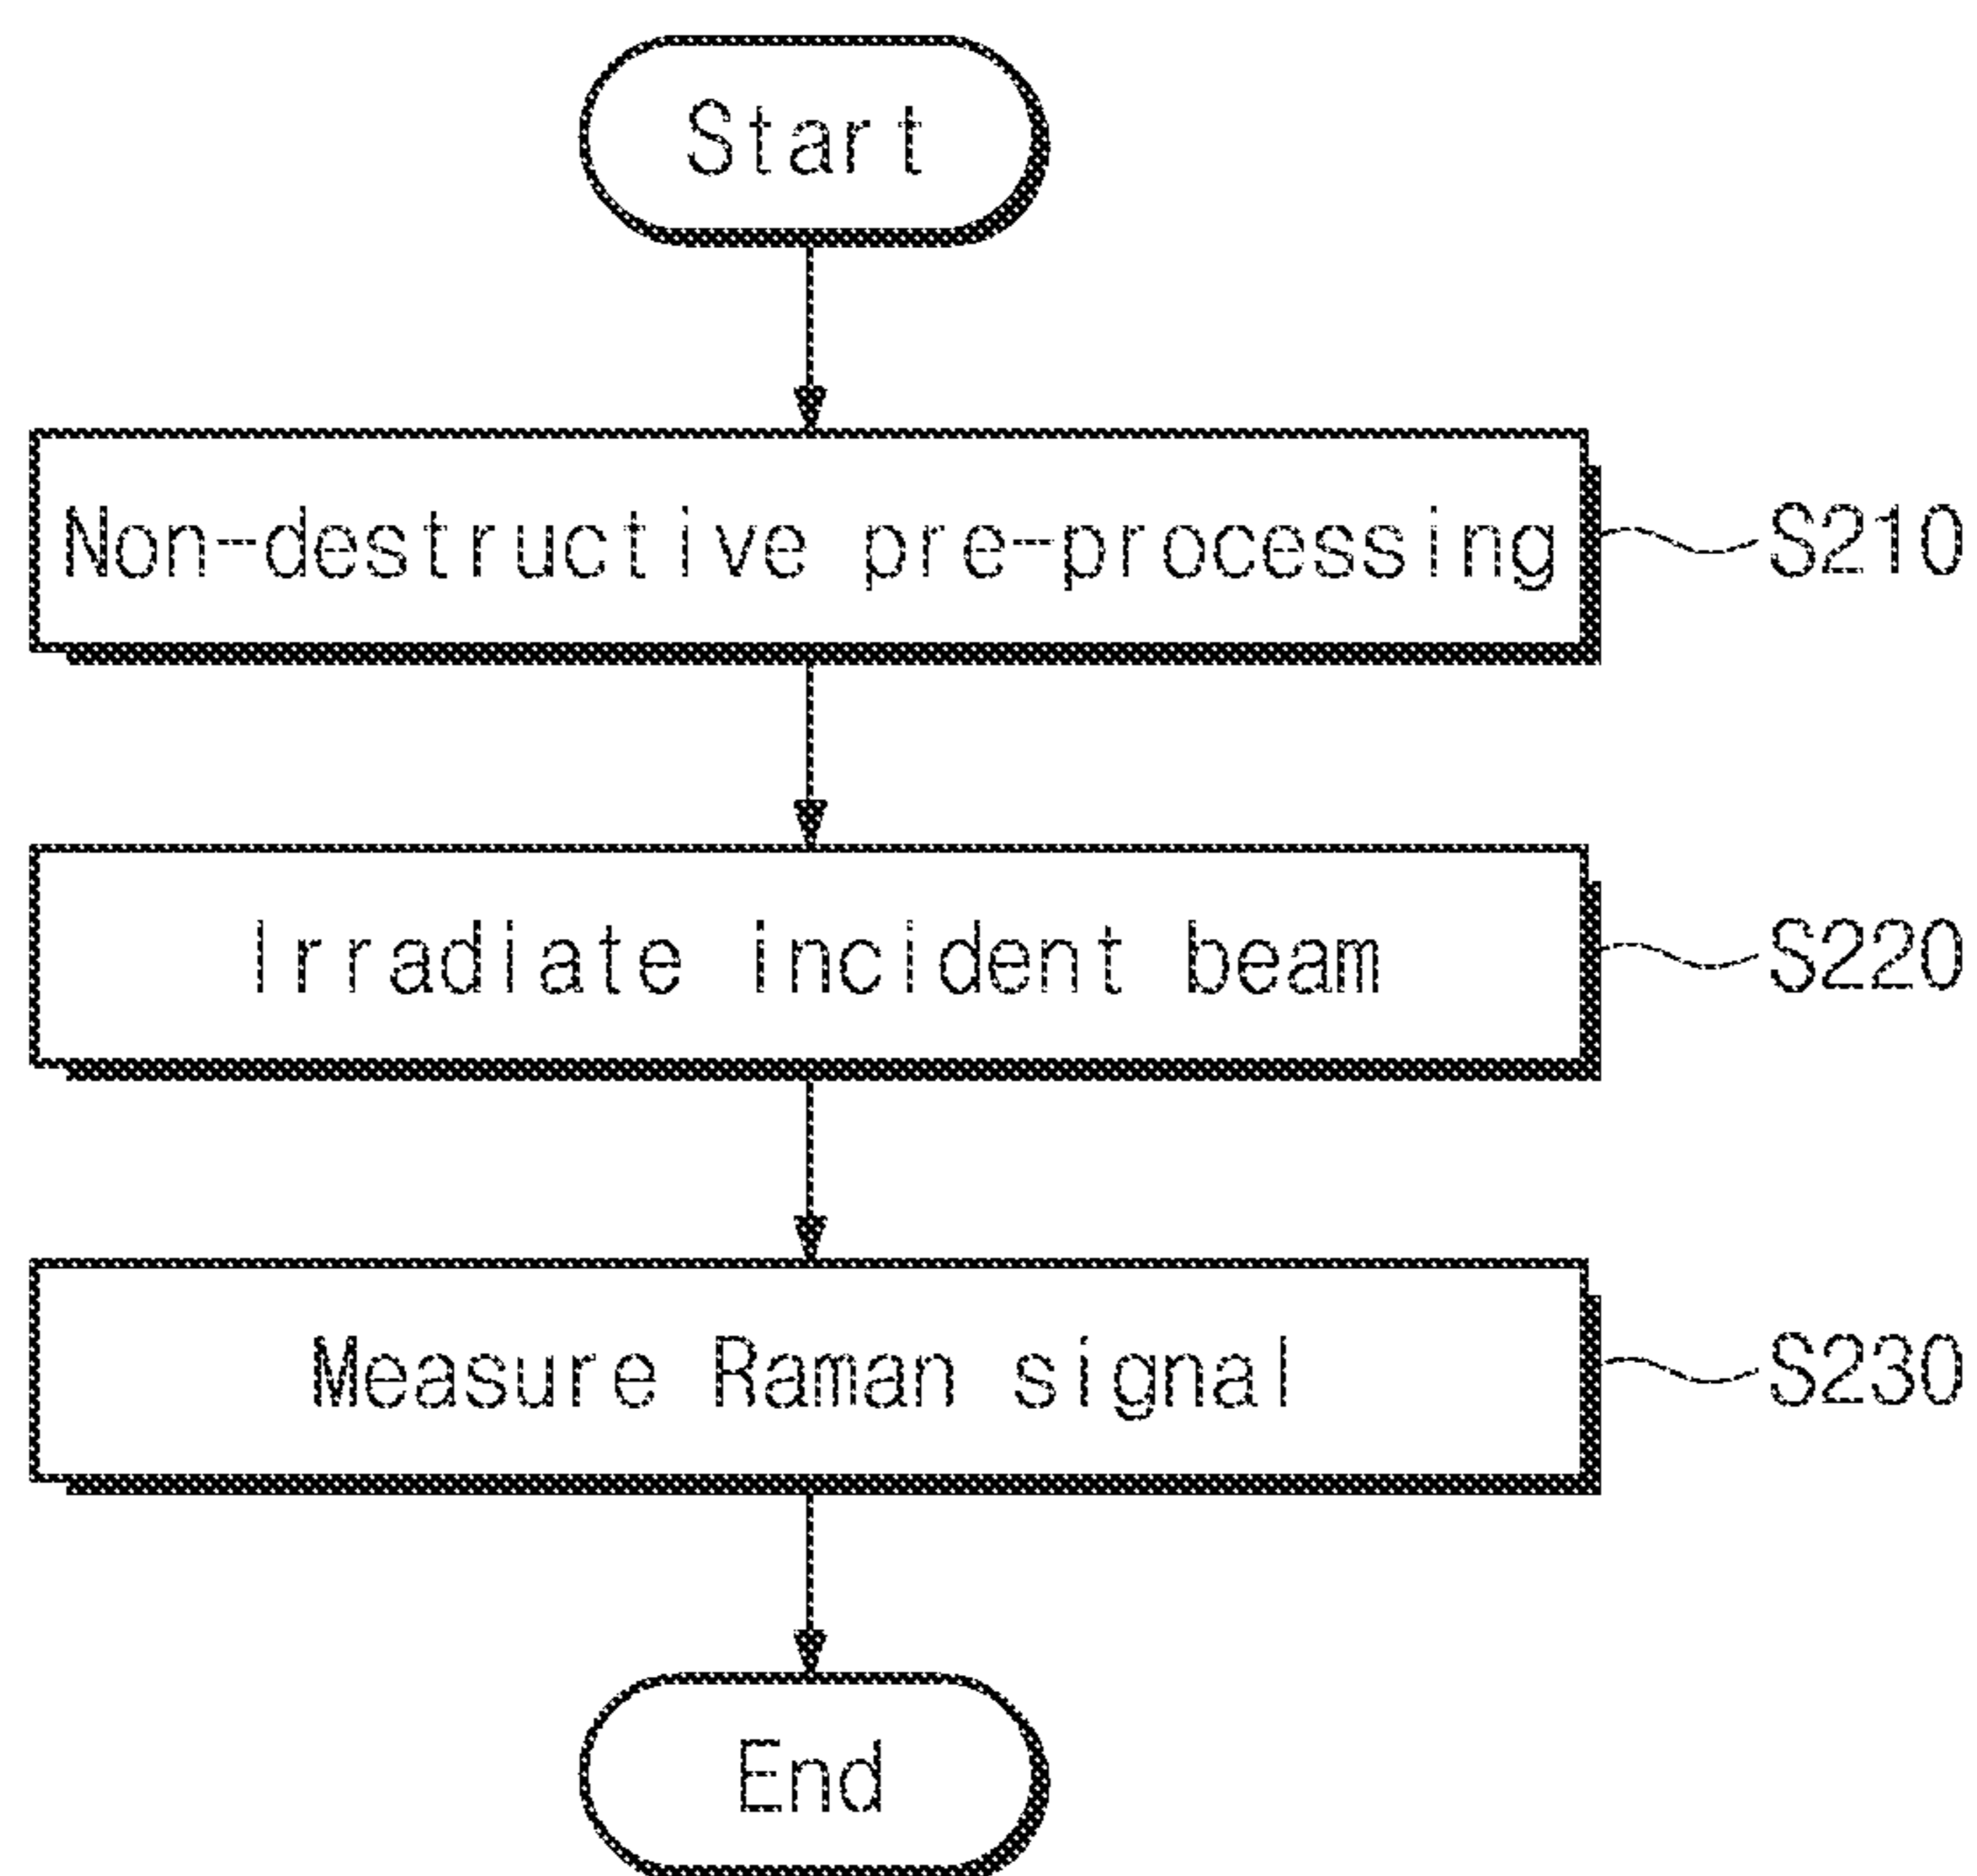 Start
Non-destructive pre-processing
S210
Irradiate incident beam
S220
Measure Raman signal
S230
End